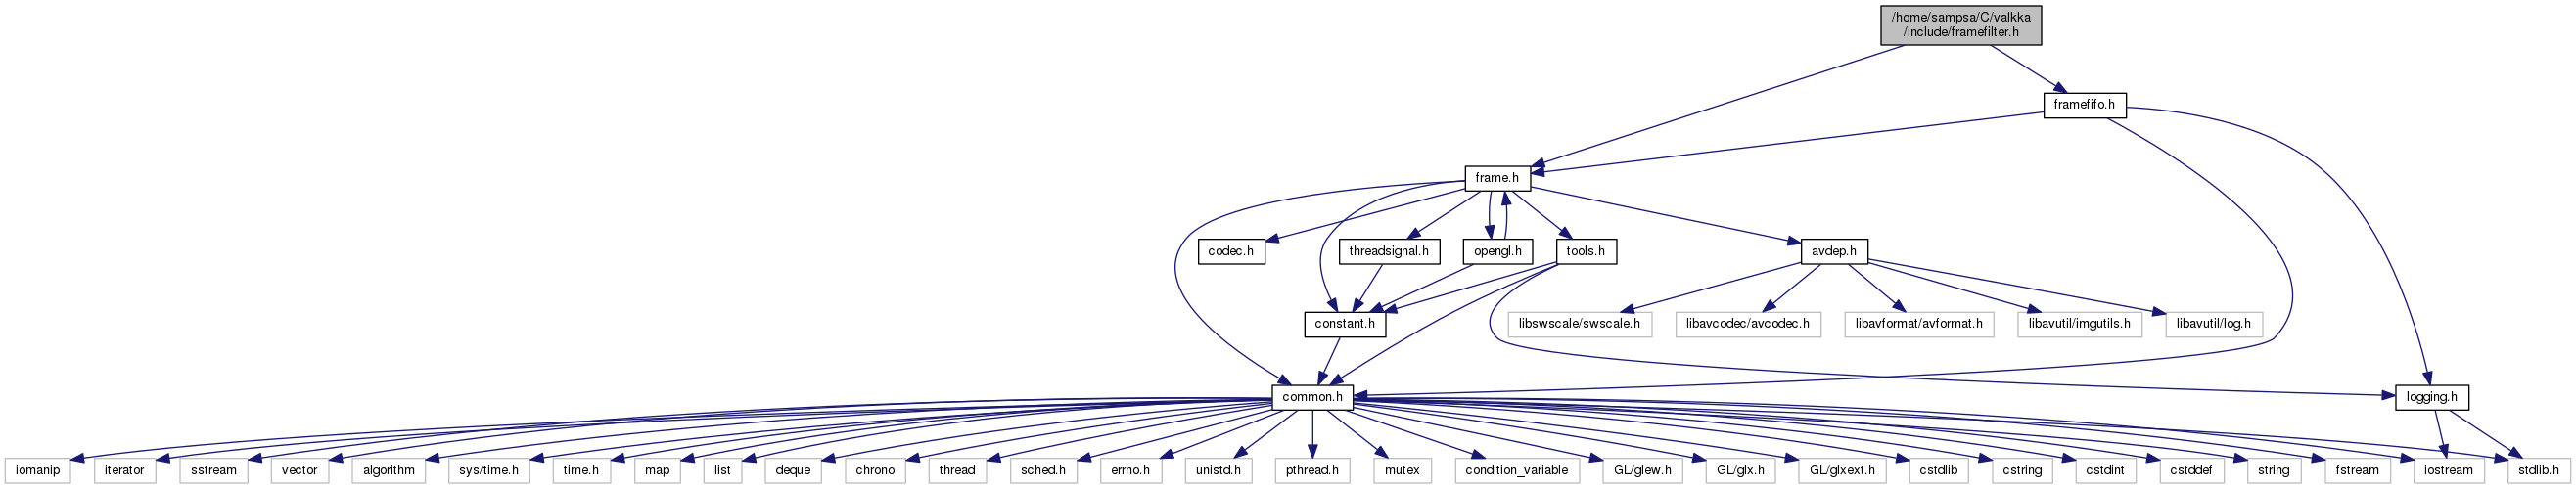 /home/sampsa/C/valkka
/include/framefilter.h
framefifo.h
frame.h
codec.h
threadsignal.h
opengl.h
tools.h
avdep.h
constant.h
libswscale/swscale.h
libavcodec/avcodec.h
libavformat/avformat.h
libavutil/imgutils.h
libavutil/log.h
common.h
logging.h
iomanip
iterator
sstream
vector
algorithm
sys/time.h
time.h
map
list
deque
chrono
thread
sched.h
errno.h
unistd.h
pthread.h
mutex
condition_variable
GL/glew.h
GL/glx.h
GL/glxext.h
cstdlib
cstring
cstdint
cstddef
string
fstream
iostream
stdlib.h